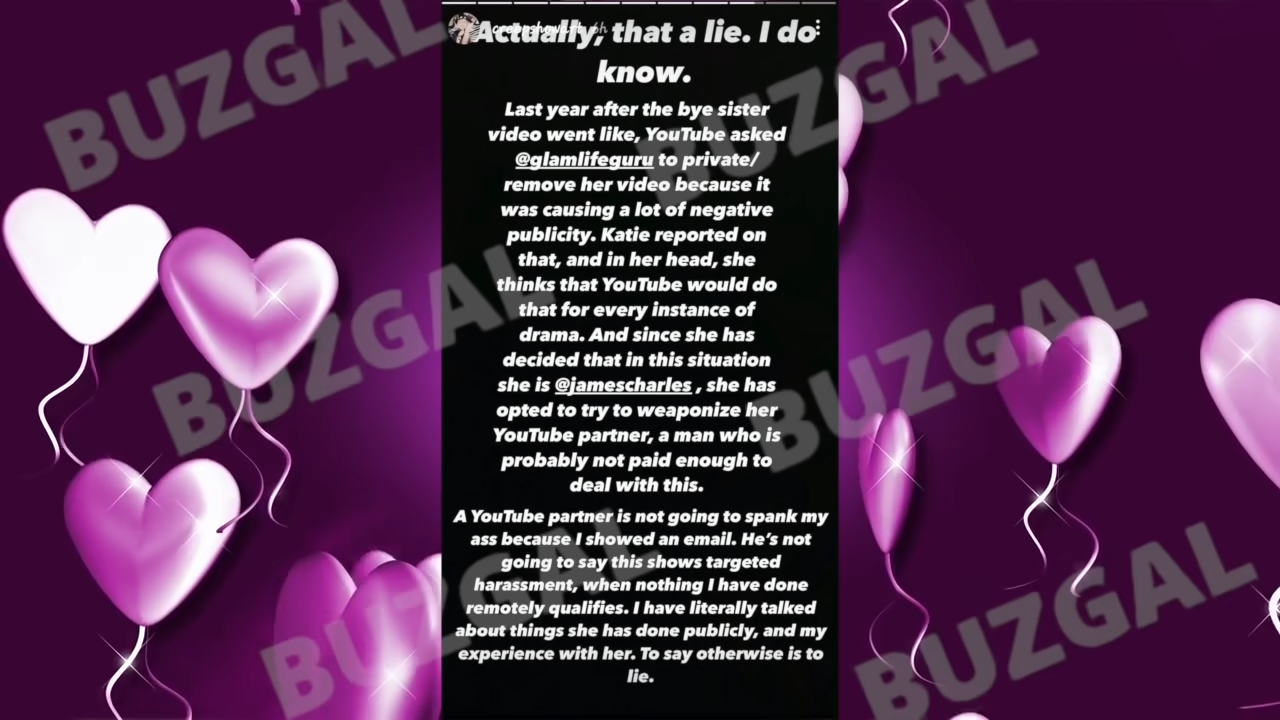 Actually, that a lie. I do
6h
know.
Last year after the bye sister
video went like, YouTube asked
@glamlifeguru to private/
remove her video because it
was causing a lot of negative
publicity. Katie reported on
that, and in her head, she
thinks that YouTube would do
that for every instance of
drama. And since she has
decided that in this situation
she is @jamescharles , she has
opted to try to weaponize her
YouTube partner, a man who is
probably not paid enough to
deal with this.
A YouTube partner is not going to spank my
ass because I showed an email. He's not
going to say this shows targeted
harassment, when nothing I have done
remotely qualifies. I have literally talked
about things she has done publicly, and my
experience with her. To say otherwise is to
lie.
BUZGAL
BUZGAL
BUZGAL
BUZGAL
BUZGAL
BUZGAL